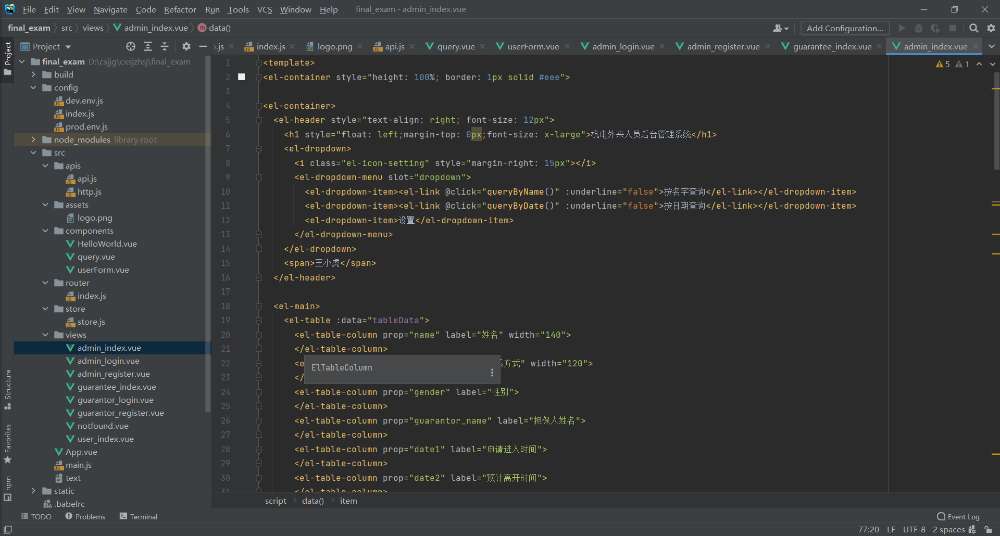 File Edit View Navigate Code Refactor Run Tools VCS Window Help final_exam - admin_index.vue
final_exam src views admin_index.vue data() Add Configuration...
Project
.js index.js logo.png api.js query.vue userForm.vue admin_login.vue admin_register.vue guarantee_index.vue admin_index.vue
final_exam D:\csjjg\cxsjzhsj\final_exam
build
config
dev.env.js
index.js
prod.env.js
node_modules library root
src
apis
api.js
http.js
assets
logo.png
components
HelloWorld.vue
query.vue
userForm.vue
router
index.js
store
store.js
views
admin_index.vue
admin_login.vue
admin_register.vue
guarantee_index.vue
guarantor_login.vue
guarantor_register.vue
notfound.vue
user_index.vue
App.vue
main.js
text
static
.babelrc
Project
Structure
Favorites
npm
5 1
1 <template>
2 <el-container style="height: 100%; border: 1px solid #eee">
3
4 <el-container>
5 <el-header style="text-align: right; font-size: 12px">
6 <h1 style="float: left;margin-top: 0px;font-size: x-large">杭电外来人员后台管理系统</h1>
7 <el-dropdown>
8 <i class="el-icon-setting" style="margin-right: 15px"></i>
9 <el-dropdown-menu slot="dropdown">
10 <el-dropdown-item><el-link @click="queryByName()" :underline="false">按名字查询</el-link></el-dropdown-item>
11 <el-dropdown-item><el-link @click="queryByDate()" :underline="false">按日期查询</el-link></el-dropdown-item>
12 <el-dropdown-item>设置</el-dropdown-item>
13 </el-dropdown-menu>
14 </el-dropdown>
15 <span>王小虎</span>
16 </el-header>
17
18 <el-main>
19 <el-table :data="tableData">
20 <el-table-column prop="name" label="姓名" width="140">
21 </el-table-column>
22 <e 方式" width="120">
ElTableColumn
23 </
24 <el-table-column prop="gender" label="性别">
25 </el-table-column>
26 <el-table-column prop="guarantor_name" label="担保人姓名">
27 </el-table-column>
28 <el-table-column prop="date1" label="申请进入时间">
29 </el-table-column>
30 <el-table-column prop="date2" label="预计离开时间">
31 </el-table-column>
script data() item
TODO Problems Terminal Event Log
77:20 LF UTF-8 2 spaces